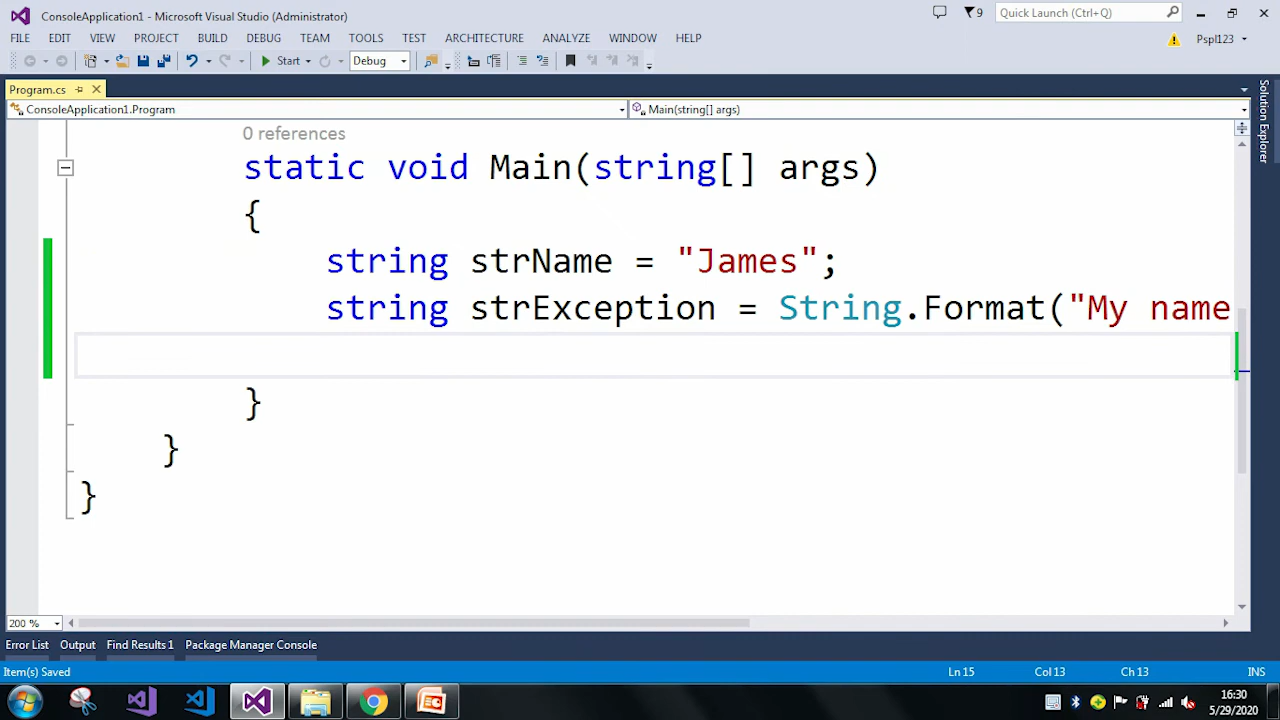 ConsoleApplication1 - Microsoft Visual Studio (Administrator)
9
Quick Launch (Ctrl+Q)
FILE EDIT VIEW PROJECT BUILD DEBUG TEAM TOOLS TEST ARCHITECTURE ANALYZE WINDOW HELP
Pspl123
Start
Debug
Program.cs
ConsoleApplication1.Program
Main(string[] args)
Solution Explorer
0 references
static void Main(string[] args)
{
string strName = "James";
string strException = String.Format("My name
}
}
}
200 %
Error List Output Find Results 1 Package Manager Console
Item(s) Saved
Ln 15 Col 13 Ch 13 INS
16:30
5/29/2020